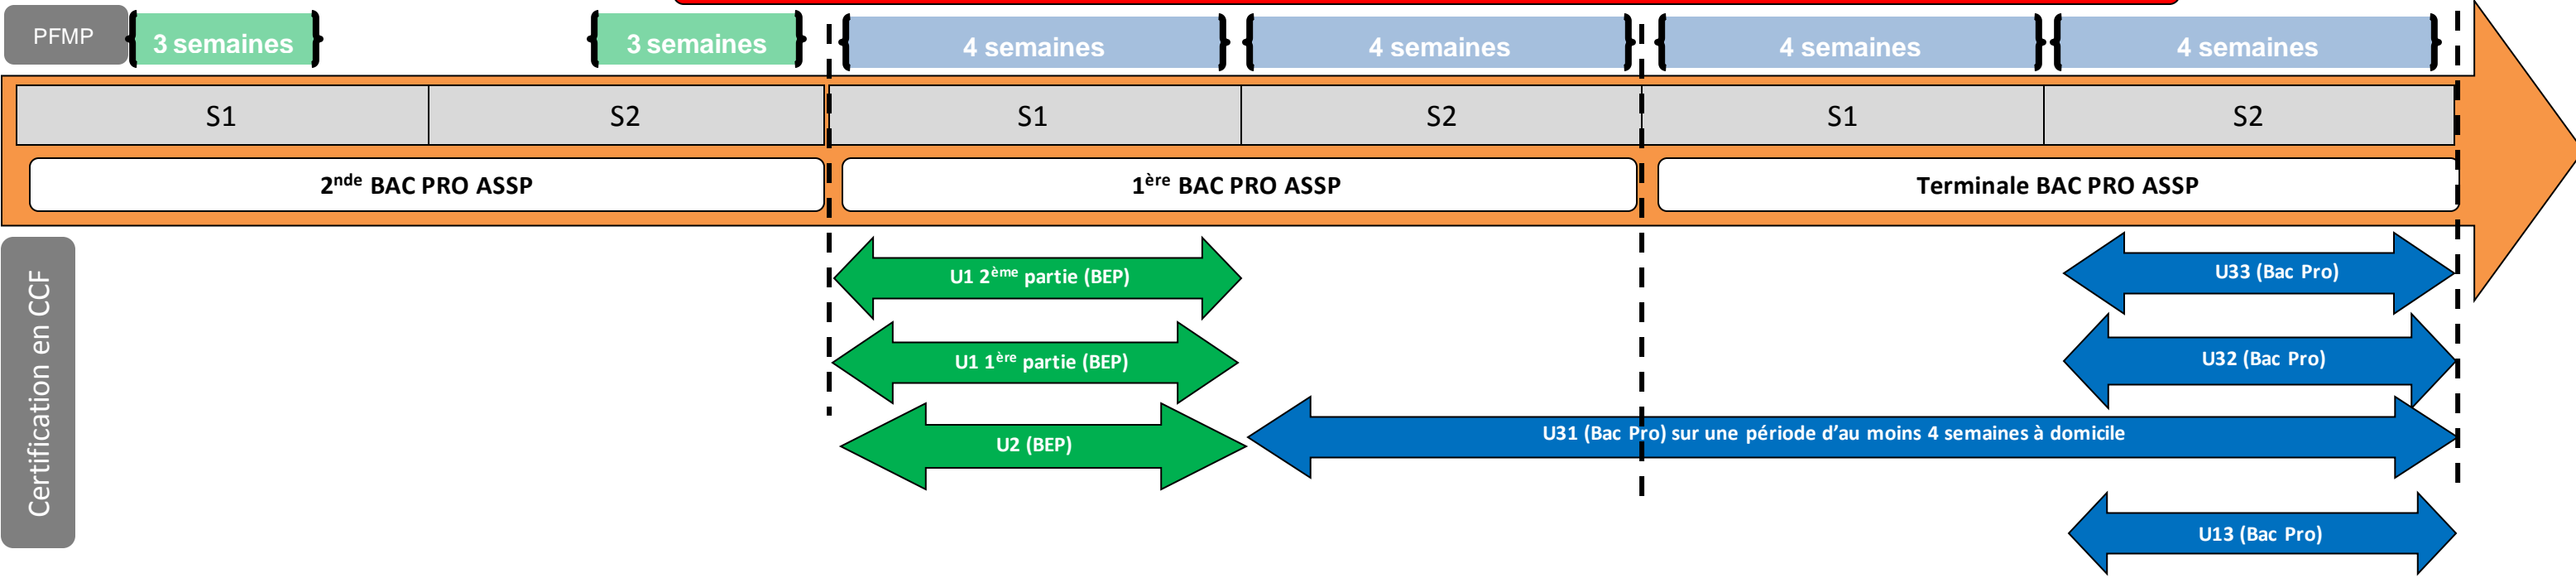 PFMP
3 semaines
3 semaines
4 semaines
4 semaines
4 semaines
4 semaines
S1
S2
S1
S2
S1
S2
2nde BAC PRO ASSP
1ère BAC PRO ASSP
Terminale BAC PRO ASSP
Certification en CCF
U1 2ème partie (BEP)
U33 (Bac Pro)
U1 1ère partie (BEP)
U32 (Bac Pro)
U2 (BEP)
U31 (Bac Pro) sur une période d’au moins 4 semaines à domicile
U13 (Bac Pro)